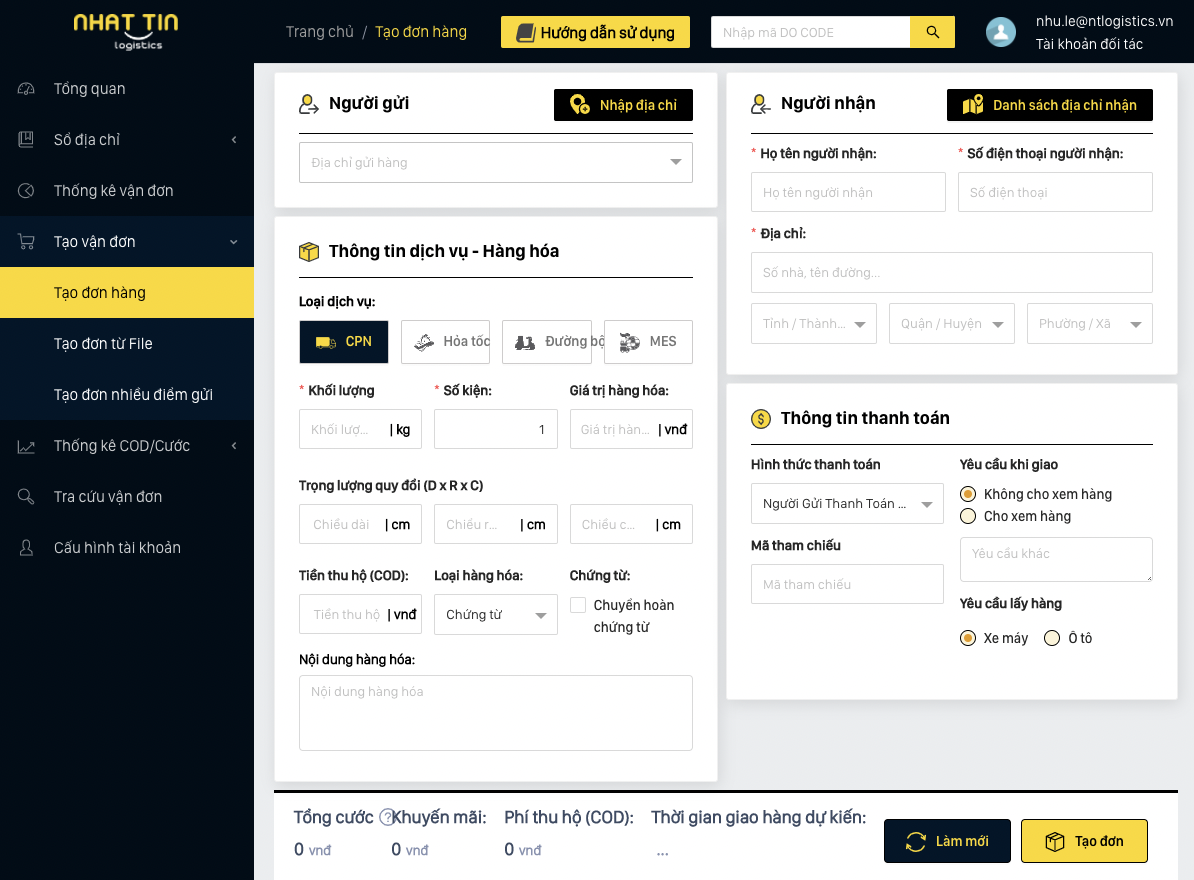 NHAT TIN
logistics
Trang chủ / Tạo đơn hàng
Hướng dẫn sử dụng
Nhập mã DO CODE
nhu.le@ntlogistics.vn
Tài khoản đối tác
Tổng quan
Sổ địa chỉ
Thống kê vận đơn
Tạo vận đơn
Tạo đơn hàng
Tạo đơn từ File
Tạo đơn nhiều điểm gửi
Thống kê COD/Cước
Tra cứu vận đơn
Cấu hình tài khoản
Người gửi
Nhập địa chỉ
Địa chỉ gửi hàng
Thông tin dịch vụ - Hàng hóa
Loại dịch vụ:
CPN Hỏa tốc Đường bộ MES
* Khối lượng * Số kiện: Giá trị hàng hóa:
Khối lượ... | kg 1 Giá trị hàn... | vnđ
Trọng lượng quy đổi (D x R x C)
Chiều dài | cm Chiều r... | cm Chiều c... | cm
Tiền thu hộ (COD): Loại hàng hóa: Chứng từ:
Tiền thu hộ | vnđ Chứng từ Chuyển hoàn
chứng từ
Nội dung hàng hóa:
Nội dung hàng hóa
Người nhận
Danh sách địa chỉ nhận
* Họ tên người nhận: * Số điện thoại người nhận:
Họ tên người nhận Số điện thoại
* Địa chỉ:
Số nhà, tên đường...
Tỉnh / Thành... Quận / Huyện Phường / Xã
Thông tin thanh toán
Hình thức thanh toán
Người Gửi Thanh Toán ...
Mã tham chiếu
Mã tham chiếu
Yêu cầu khi giao
Không cho xem hàng
Cho xem hàng
Yêu cầu khác
Yêu cầu lấy hàng
Xe máy Ô tô
Tổng cước ? Khuyến mãi: Phí thu hộ (COD): Thời gian giao hàng dự kiến:
0 vnđ 0 vnđ 0 vnđ ...
Làm mới
Tạo đơn